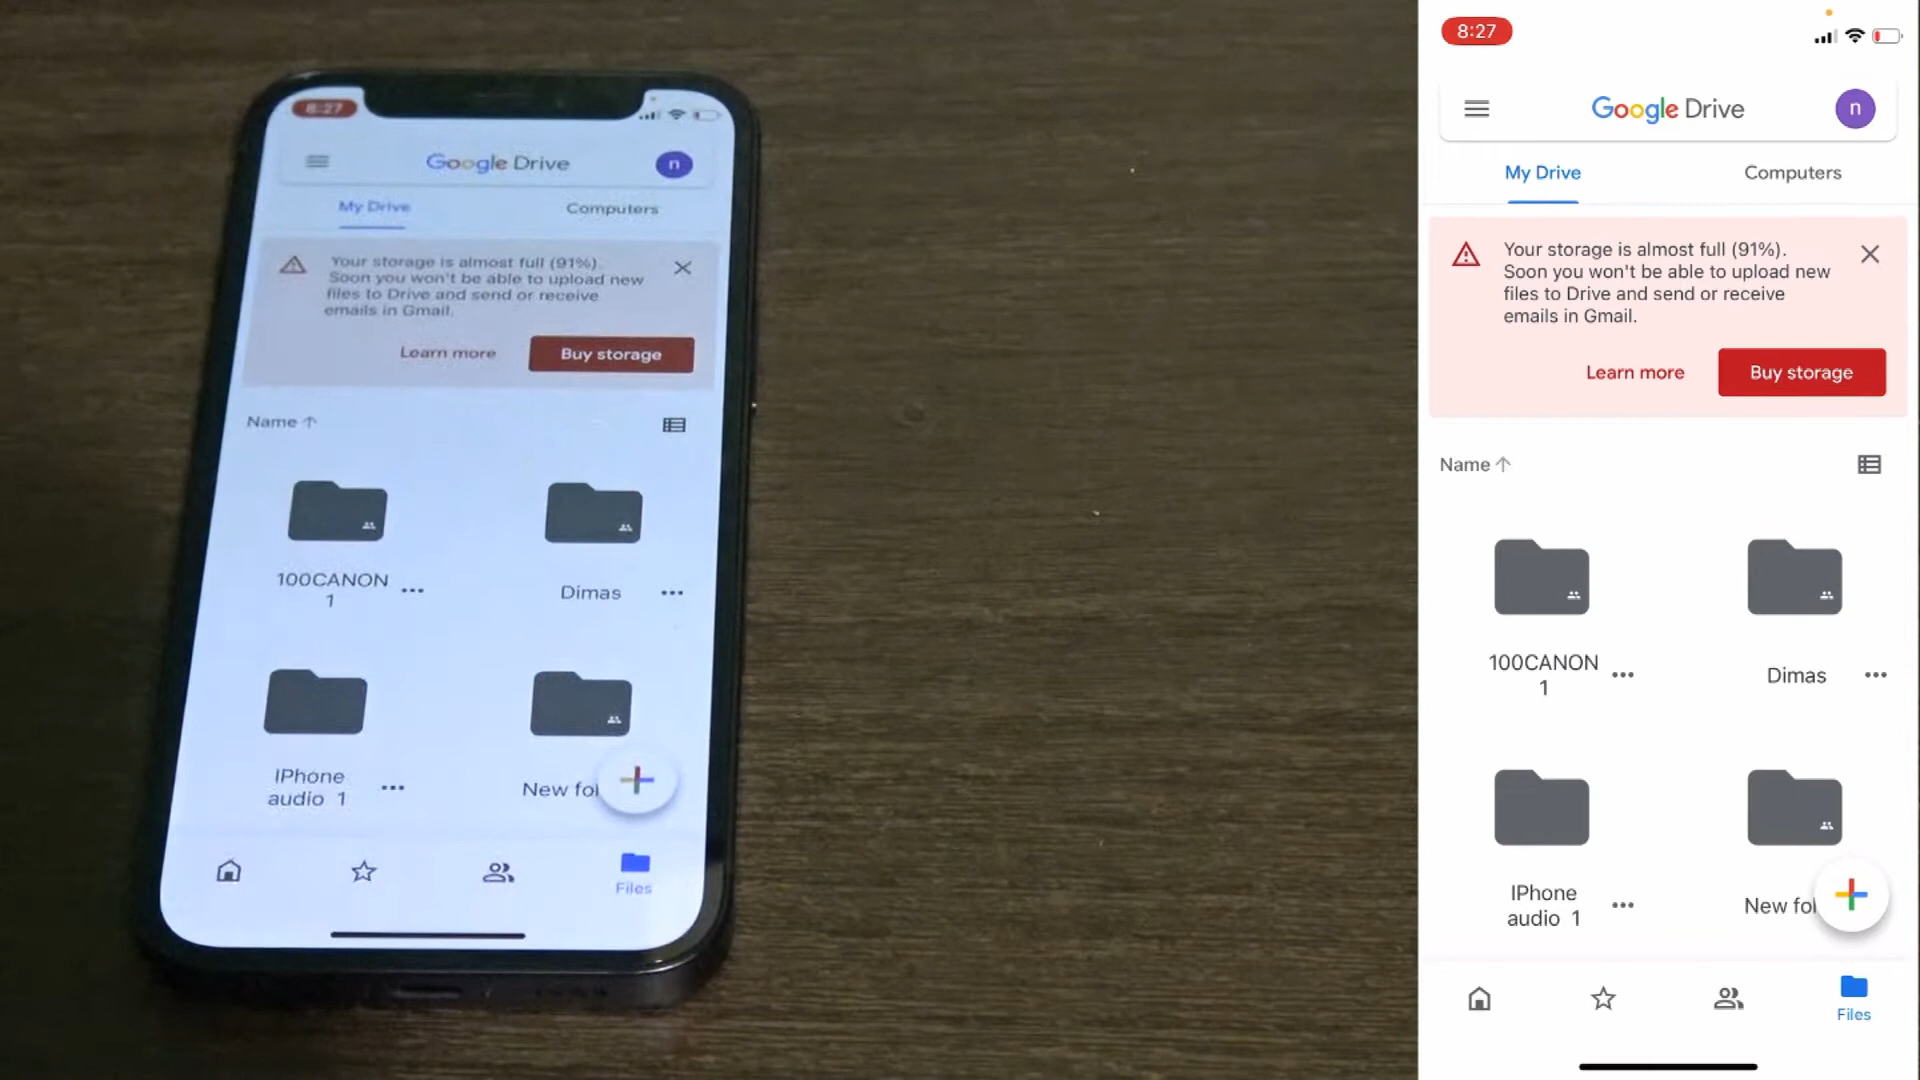 8:27
Google Drive
n
My Drive
Computers
Your storage is almost full (91%).
Soon you won't be able to upload new
files to Drive and send or receive
emails in Gmail.
Learn more
Buy storage
Name
100CANON
1
Dimas
IPhone
audio 1
New fol
Files
8:27
Google Drive
n
My Drive
Computers
Your storage is almost full (91%).
Soon you won't be able to upload new
files to Drive and send or receive
emails in Gmail.
Learn more
Buy storage
Name
100CANON
1
Dimas
IPhone
audio 1
New fol
Files